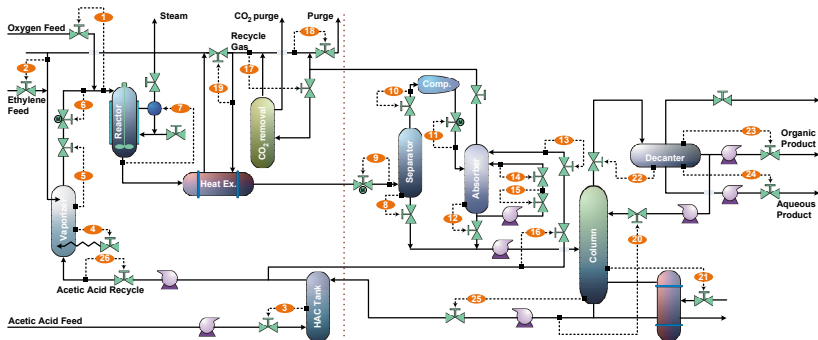 Oxygen Feed
1
Steam
CO2 purge
Purge
Recycle
Gas
18
2
17
Ethylene
Feed
6
7
19
10
Comp.
Reactor
CO2 removal
11
13
23
Organic
Product
9
Separator
Absorber
14
15
22
Decanter
24
5
Heat Ex.
8
12
Aqueous
Product
Vaporizer
4
16
20
Column
26
21
Acetic Acid Recycle
3
25
HAC Tank
Acetic Acid Feed